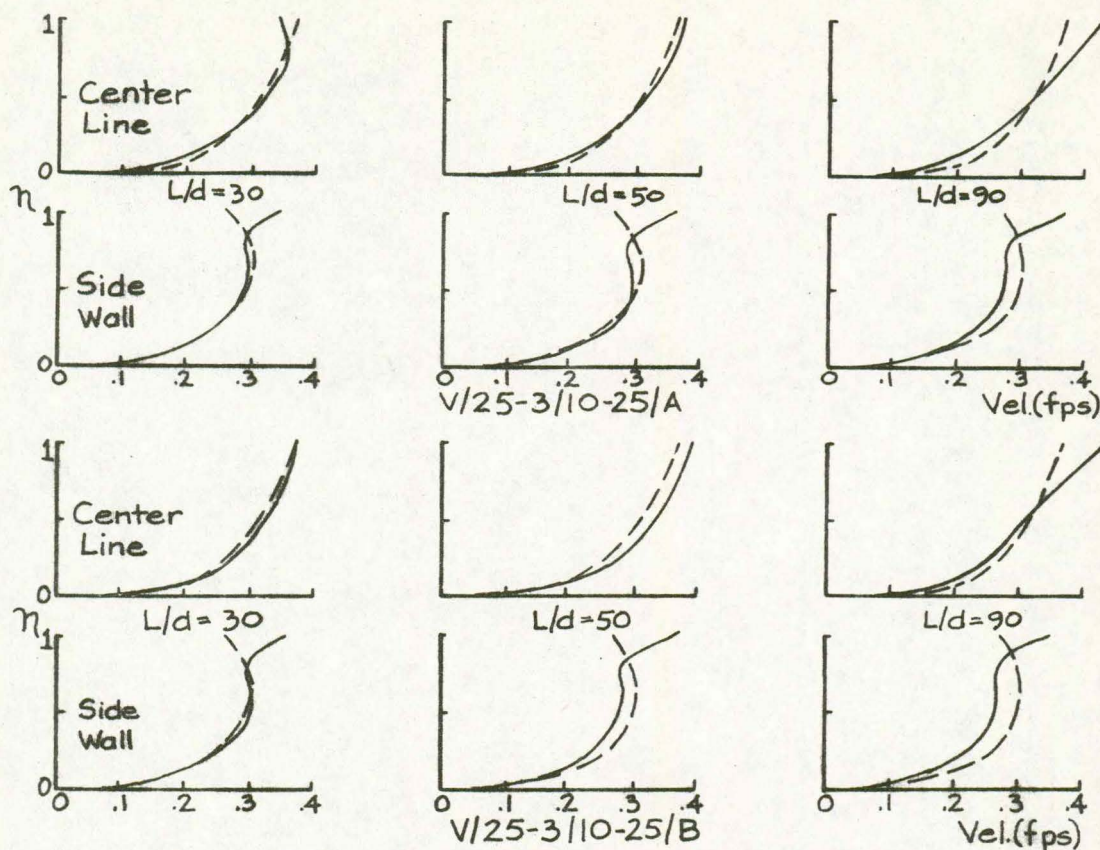 1
Center
Line
0
L/d=30 L/d=50 L/d=90
η
1
Side
Wall
0
0 .1 .2 .3 .4 0 .1 .2 .3 .4 0 .1 .2 .3 .4
V/25-3/10-25/A Vel.(fps)
1
Center
Line
0
η L/d=30 L/d=50 L/d=90
1
Side
Wall
0
0 .1 .2 .3 .4 0 .1 .2 .3 .4 0 .1 .2 .3 .4
V/25-3/10-25/B Vel.(fps)